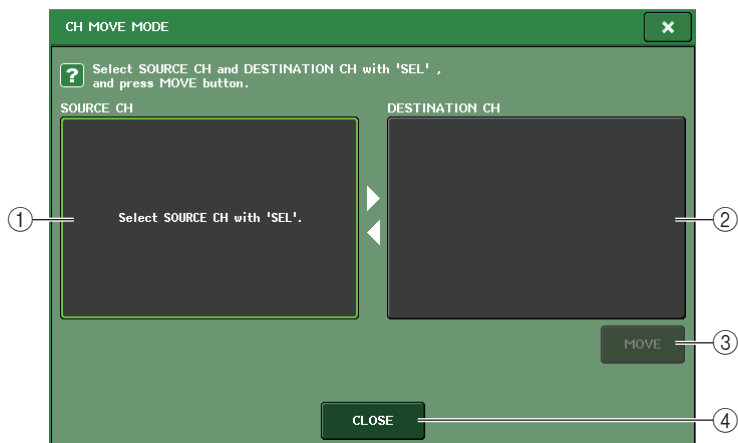 CH MOVE MODE
Select SOURCE CH and DESTINATION CH with 'SEL' ,
and press MOVE button.
SOURCE CH
DESTINATION CH
① Select SOURCE CH with 'SEL'. ②
MOVE ③
CLOSE ④